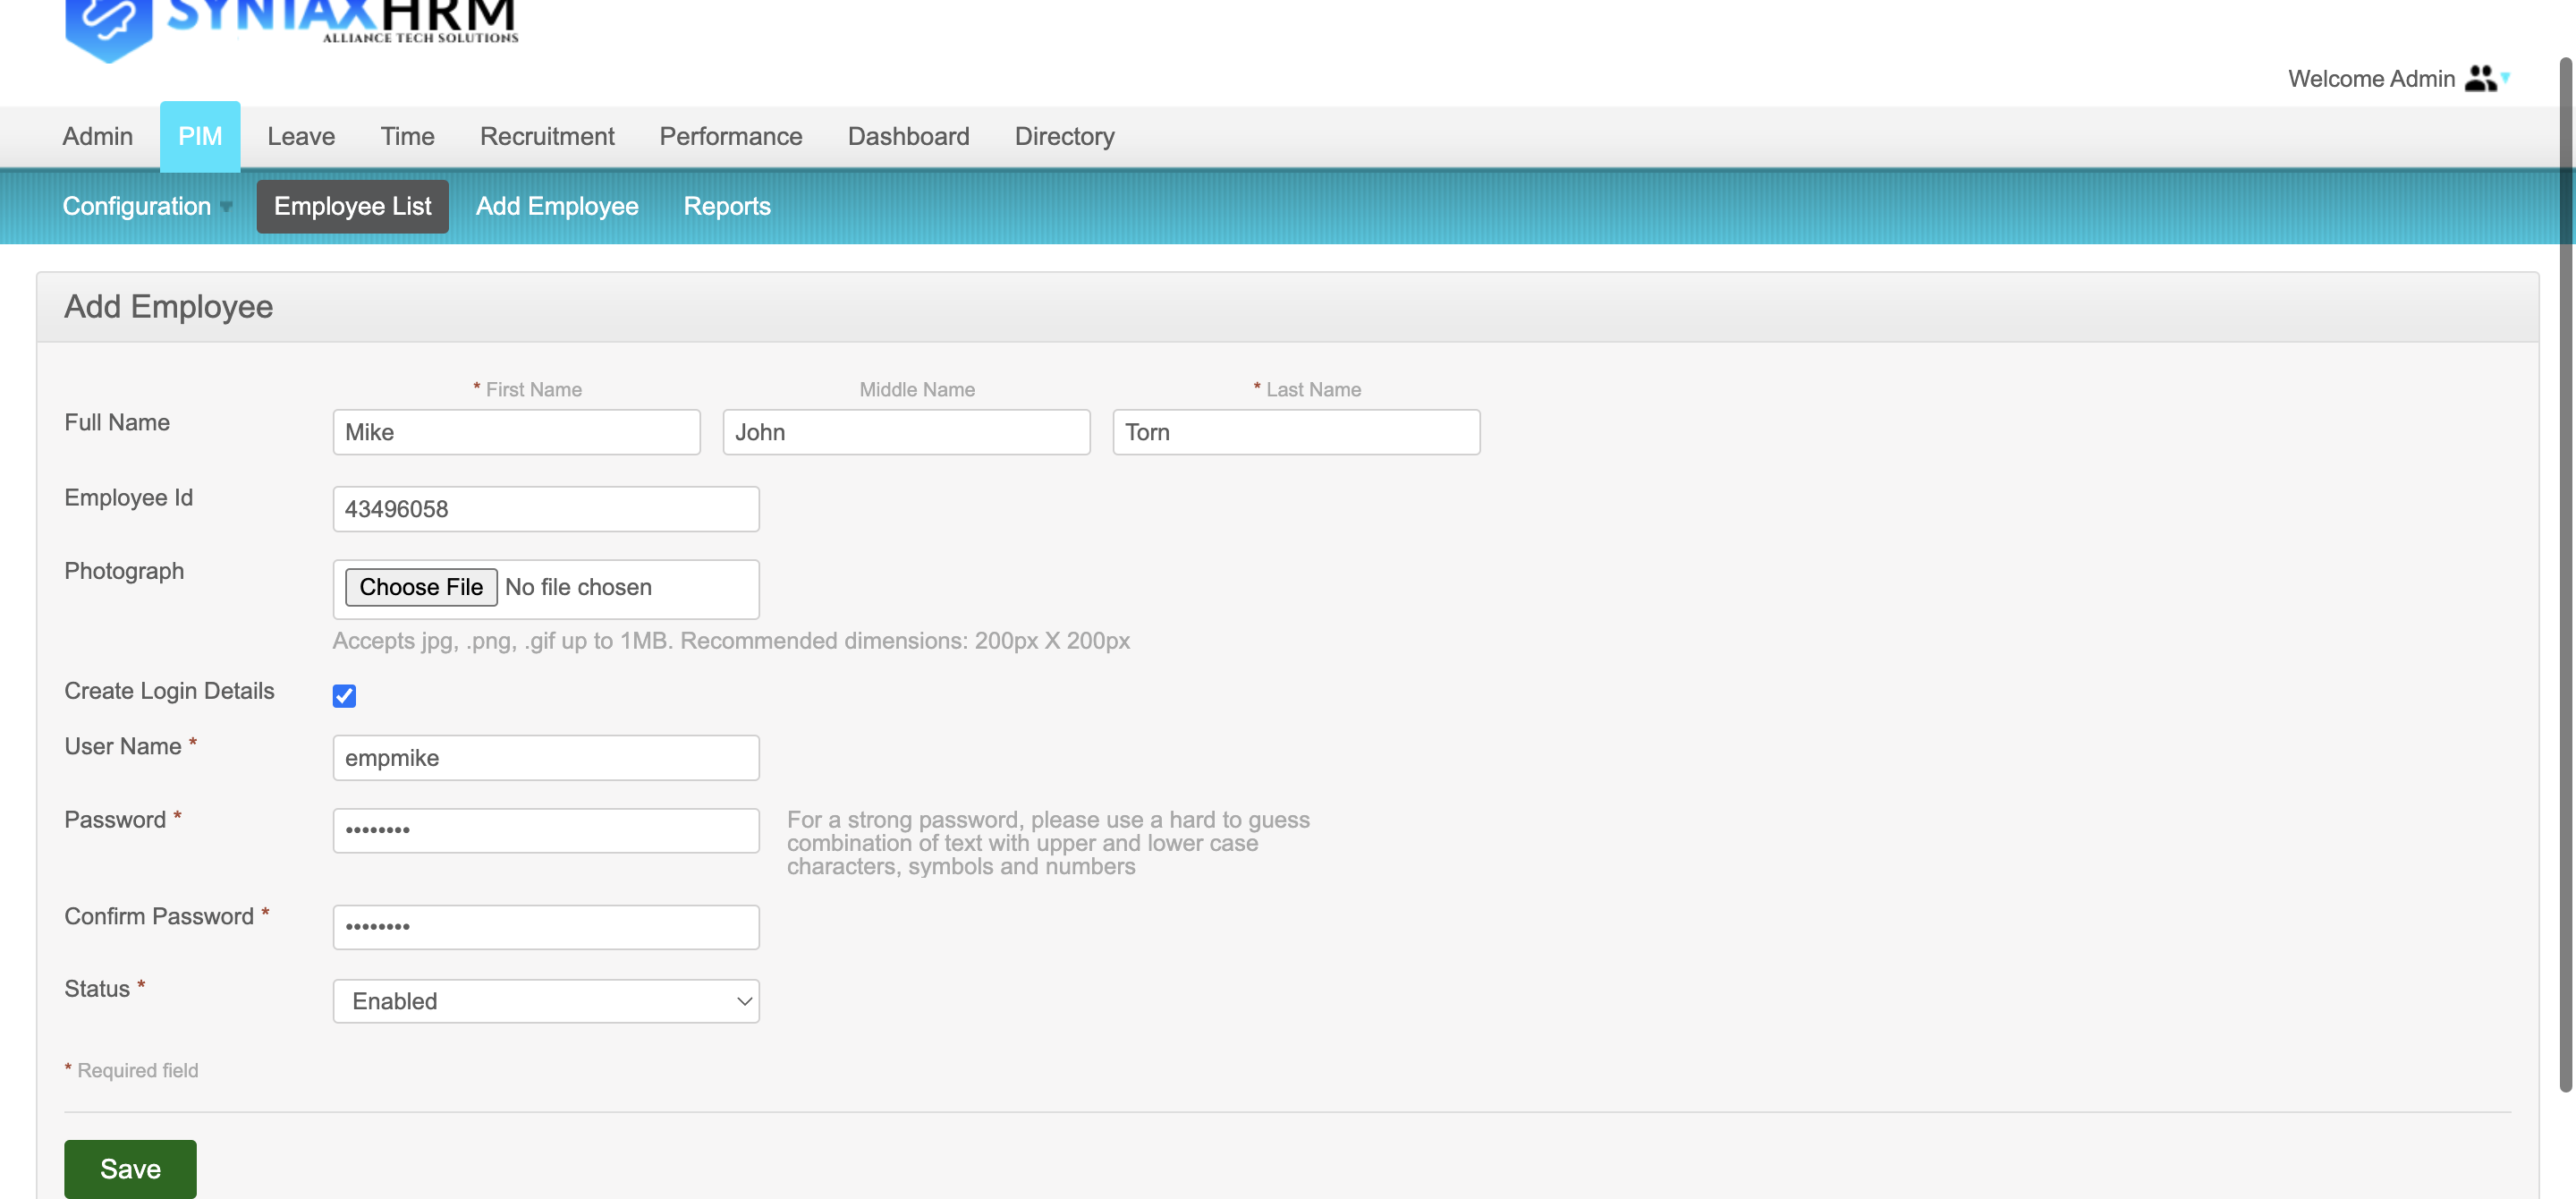 SYNTAXHRM
ALLIANCE TECH SOLUTIONS
Welcome Admin
Admin PIM Leave Time Recruitment Performance Dashboard Directory
Configuration Employee List Add Employee Reports
Add Employee
* First Name Middle Name * Last Name
Full Name Mike John Torn
Employee Id 43496058
Photograph Choose File No file chosen
Accepts jpg, .png, .gif up to 1MB. Recommended dimensions: 200px X 200px
Create Login Details
User Name * empmike
Password * •••••••• For a strong password, please use a hard to guess
combination of text with upper and lower case
characters, symbols and numbers
Confirm Password * ••••••••
Status * Enabled
* Required field
Save